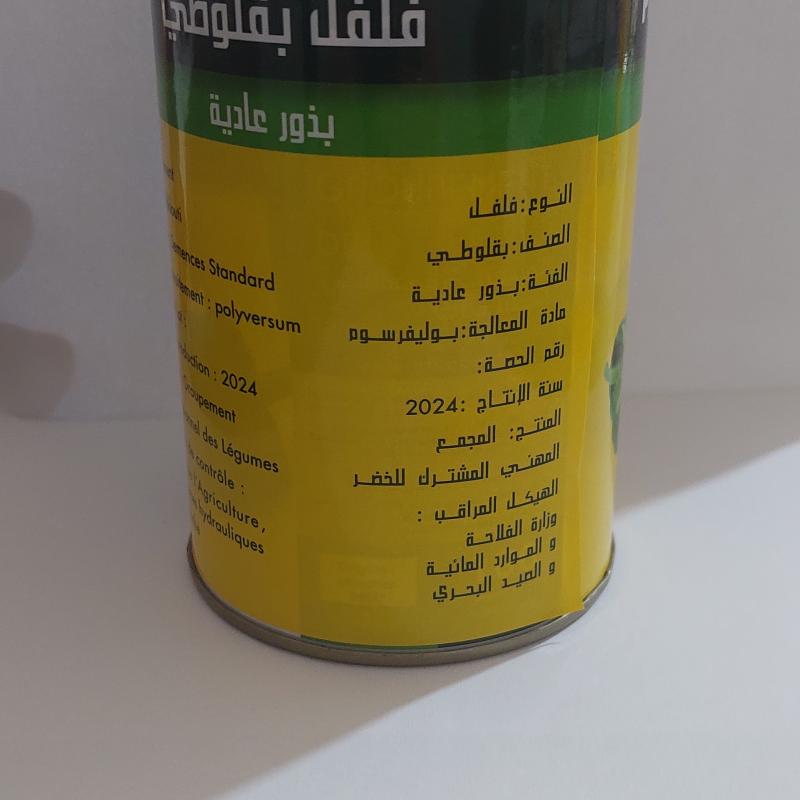 فلفل بقلوطي
بذور عادية
النوع:فلفل
الصنف:بقلوطي
الفئة:بذور عادية
مادة المعالجة:بوليفرسوم
رقم الحصة:
سنة الإنتاج :2024
المنتج: المجمع
المهني المشترك للخضر
الهيكل المراقب :
وزارة الفلاحة
و الموارد المائية
و الصيد البحري
Standard
: polyversum
:
: 2024
des Légumes
contrôle :
l'Agriculture,
hydrauliques